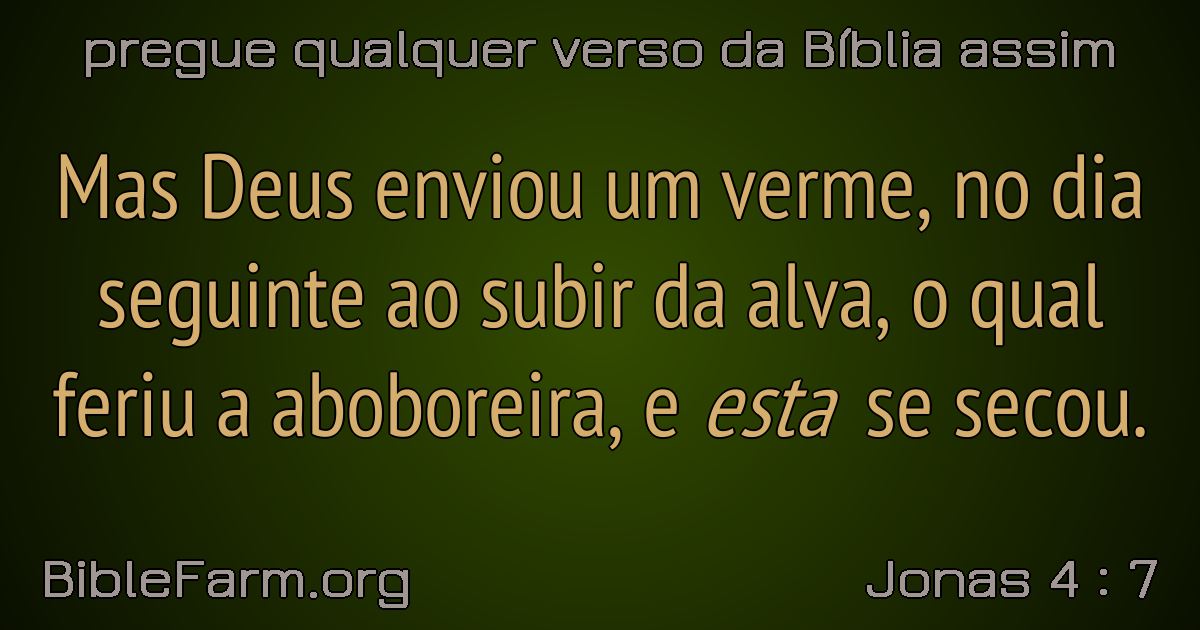 pregue qualquer verso da Bíblia assim
Mas Deus enviou um verme, no dia
seguinte ao subir da alva, o qual
feriu a aboboreira, e esta se secou.
BibleFarm.org
Jonas 4 : 7